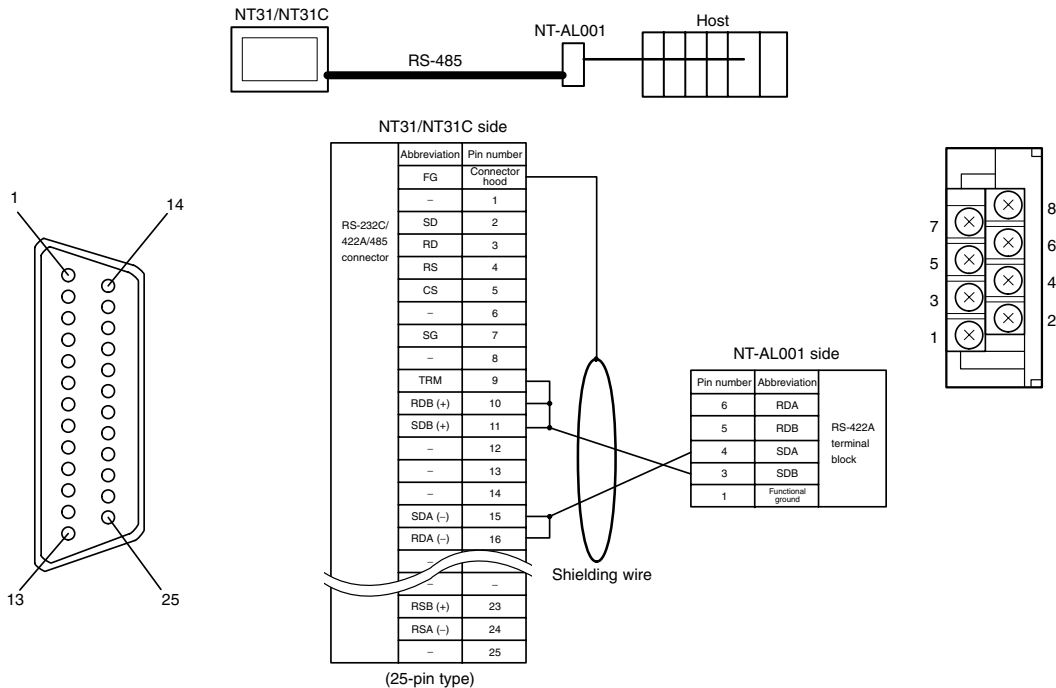 NT31/NT31C
NT-AL001
Host
RS-485
NT31/NT31C side
Abbreviation Pin number
FG Connector hood
– 1
RS-232C/
422A/485
connector
SD 2
RD 3
RS 4
CS 5
– 6
SG 7
– 8
TRM 9
RDB (+) 10
SDB (+) 11
– 12
– 13
– 14
SDA (–) 15
RDA (–) 16
–
– –
RSB (+) 23
RSA (–) 24
– 25
(25-pin type)
Shielding wire
1
14
13
25
NT-AL001 side
Pin number Abbreviation
6 RDA
5 RDB
4 SDA
3 SDB
1 Functional ground
RS-422A
terminal
block
8
7
6
5
4
3
2
1